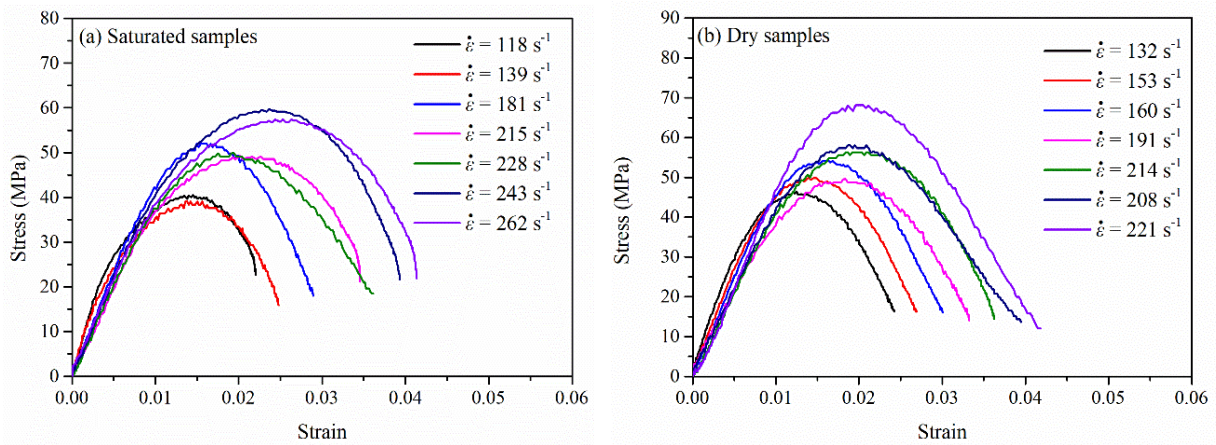 (a) Saturated samples
ε̇ = 118 s⁻¹
ε̇ = 139 s⁻¹
ε̇ = 181 s⁻¹
ε̇ = 215 s⁻¹
ε̇ = 228 s⁻¹
ε̇ = 243 s⁻¹
ε̇ = 262 s⁻¹
80
70
60
50
40
30
20
10
0
Stress (MPa)
0.00 0.01 0.02 0.03 0.04 0.05 0.06
Strain
(b) Dry samples
ε̇ = 132 s⁻¹
ε̇ = 153 s⁻¹
ε̇ = 160 s⁻¹
ε̇ = 191 s⁻¹
ε̇ = 214 s⁻¹
ε̇ = 208 s⁻¹
ε̇ = 221 s⁻¹
90
80
70
60
50
40
30
20
10
0
Stress (MPa)
0.00 0.01 0.02 0.03 0.04 0.05 0.06
Strain